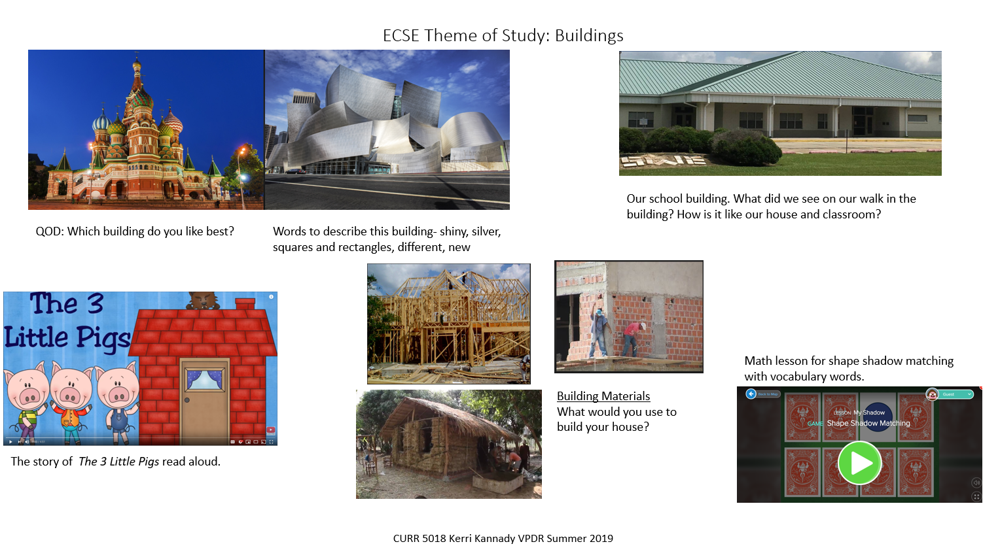 ECSE Theme of Study: Buildings
QOD: Which building do you like best?
Words to describe this building- shiny, silver,
squares and rectangles, different, new
Our school building. What did we see on our walk in the
building? How is it like our house and classroom?
The 3
Little Pigs
The story of The 3 Little Pigs read aloud.
Building Materials
What would you use to
build your house?
Math lesson for shape shadow matching
with vocabulary words.
Back to Map
Guest
LESSON My Shadow
GAME Shape Shadow Matching
CURR 5018 Kerri Kannady VPDR Summer 2019